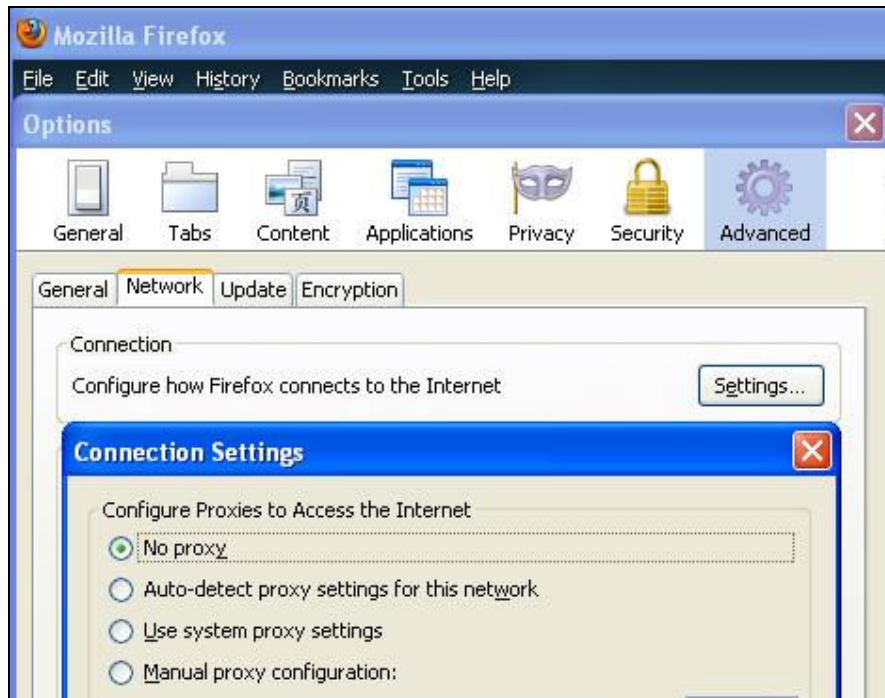 Mozilla Firefox
File Edit View History Bookmarks Tools Help
Options
页
General Tabs Content Applications Privacy Security Advanced
General Network Update Encryption
Connection
Configure how Firefox connects to the Internet Settings...
Connection Settings
Configure Proxies to Access the Internet
No proxy
Auto-detect proxy settings for this network
Use system proxy settings
Manual proxy configuration: